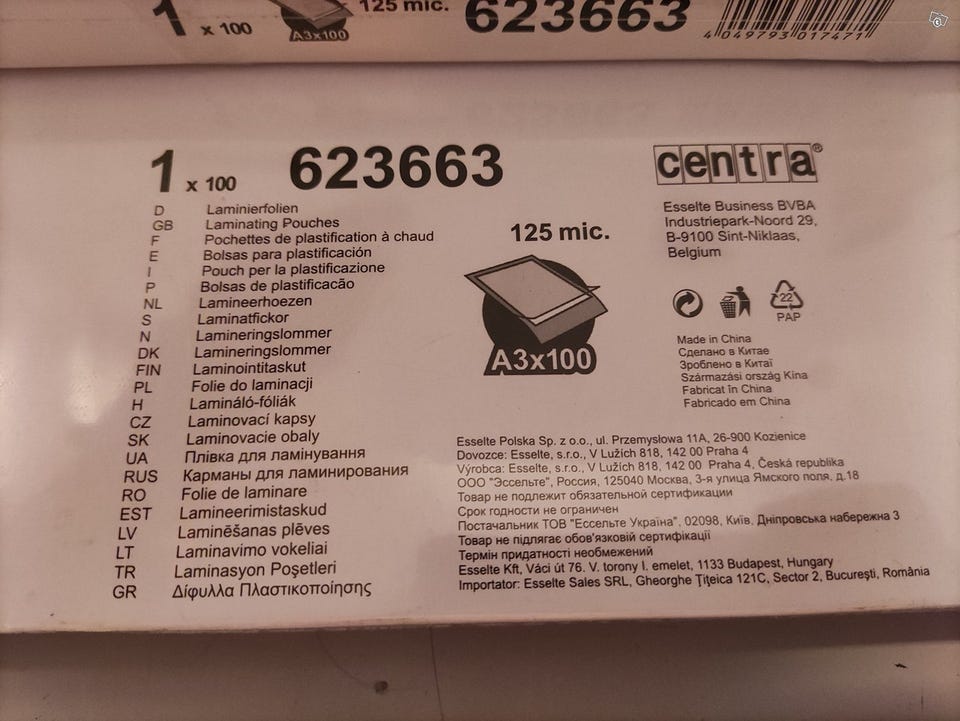 1 x 100
A3x100
125 mic.
623663
4 049793 017471
1 x 100
623663
centra®
D Laminierfolien
GB Laminating Pouches
F Pochettes de plastification à chaud
E Bolsas para plastificación
I Pouch per la plastificazione
P Bolsas de plastificacão
NL Lamineerhoezen
S Laminatfickor
N Lamineringslommer
DK Lamineringslommer
FIN Laminointitaskut
PL Folie do laminacji
H Lamináló-fóliák
CZ Laminovací kapsy
SK Laminovacie obaly
UA Плівка для ламінування
RUS Карманы для ламинирования
RO Folie de laminare
EST Lamineerimistaskud
LV Laminēšanas plēves
LT Laminavimo vokeliai
TR Laminasyon Poşetleri
GR Δίφυλλα Πλαστικοποίησης
125 mic.
A3x100
Esselte Business BVBA
Industriepark-Noord 29,
B-9100 Sint-Niklaas,
Belgium
22
PAP
Made in China
Сделано в Китае
Зроблено в Китаї
Származási ország Kina
Fabricat în China
Fabricado em China
Esselte Polska Sp. z o.o., ul. Przemysłowa 11A, 26-900 Kozienice
Dovozce: Esselte, s.r.o., V Lužich 818, 142 00 Praha 4
Výrobca: Esselte, s.r.o., V Lužich 818, 142 00 Praha 4, Česká republika
ООО "Эссельте", Россия, 125040 Москва, 3-я улица Ямского поля, д.18
Товар не подлежит обязательной сертификации
Срок годности не ограничен
Постачальник ТОВ "Ессельте Україна", 02098, Київ, Дніпровська набережна 3
Товар не підлягає обов'язковій сертифікації
Термін придатності необмежений
Esselte Kft, Váci út 76. V. torony I. emelet, 1133 Budapest, Hungary
Importator: Esselte Sales SRL, Gheorghe Ţiţeica 121C, Sector 2, Bucureşti, România